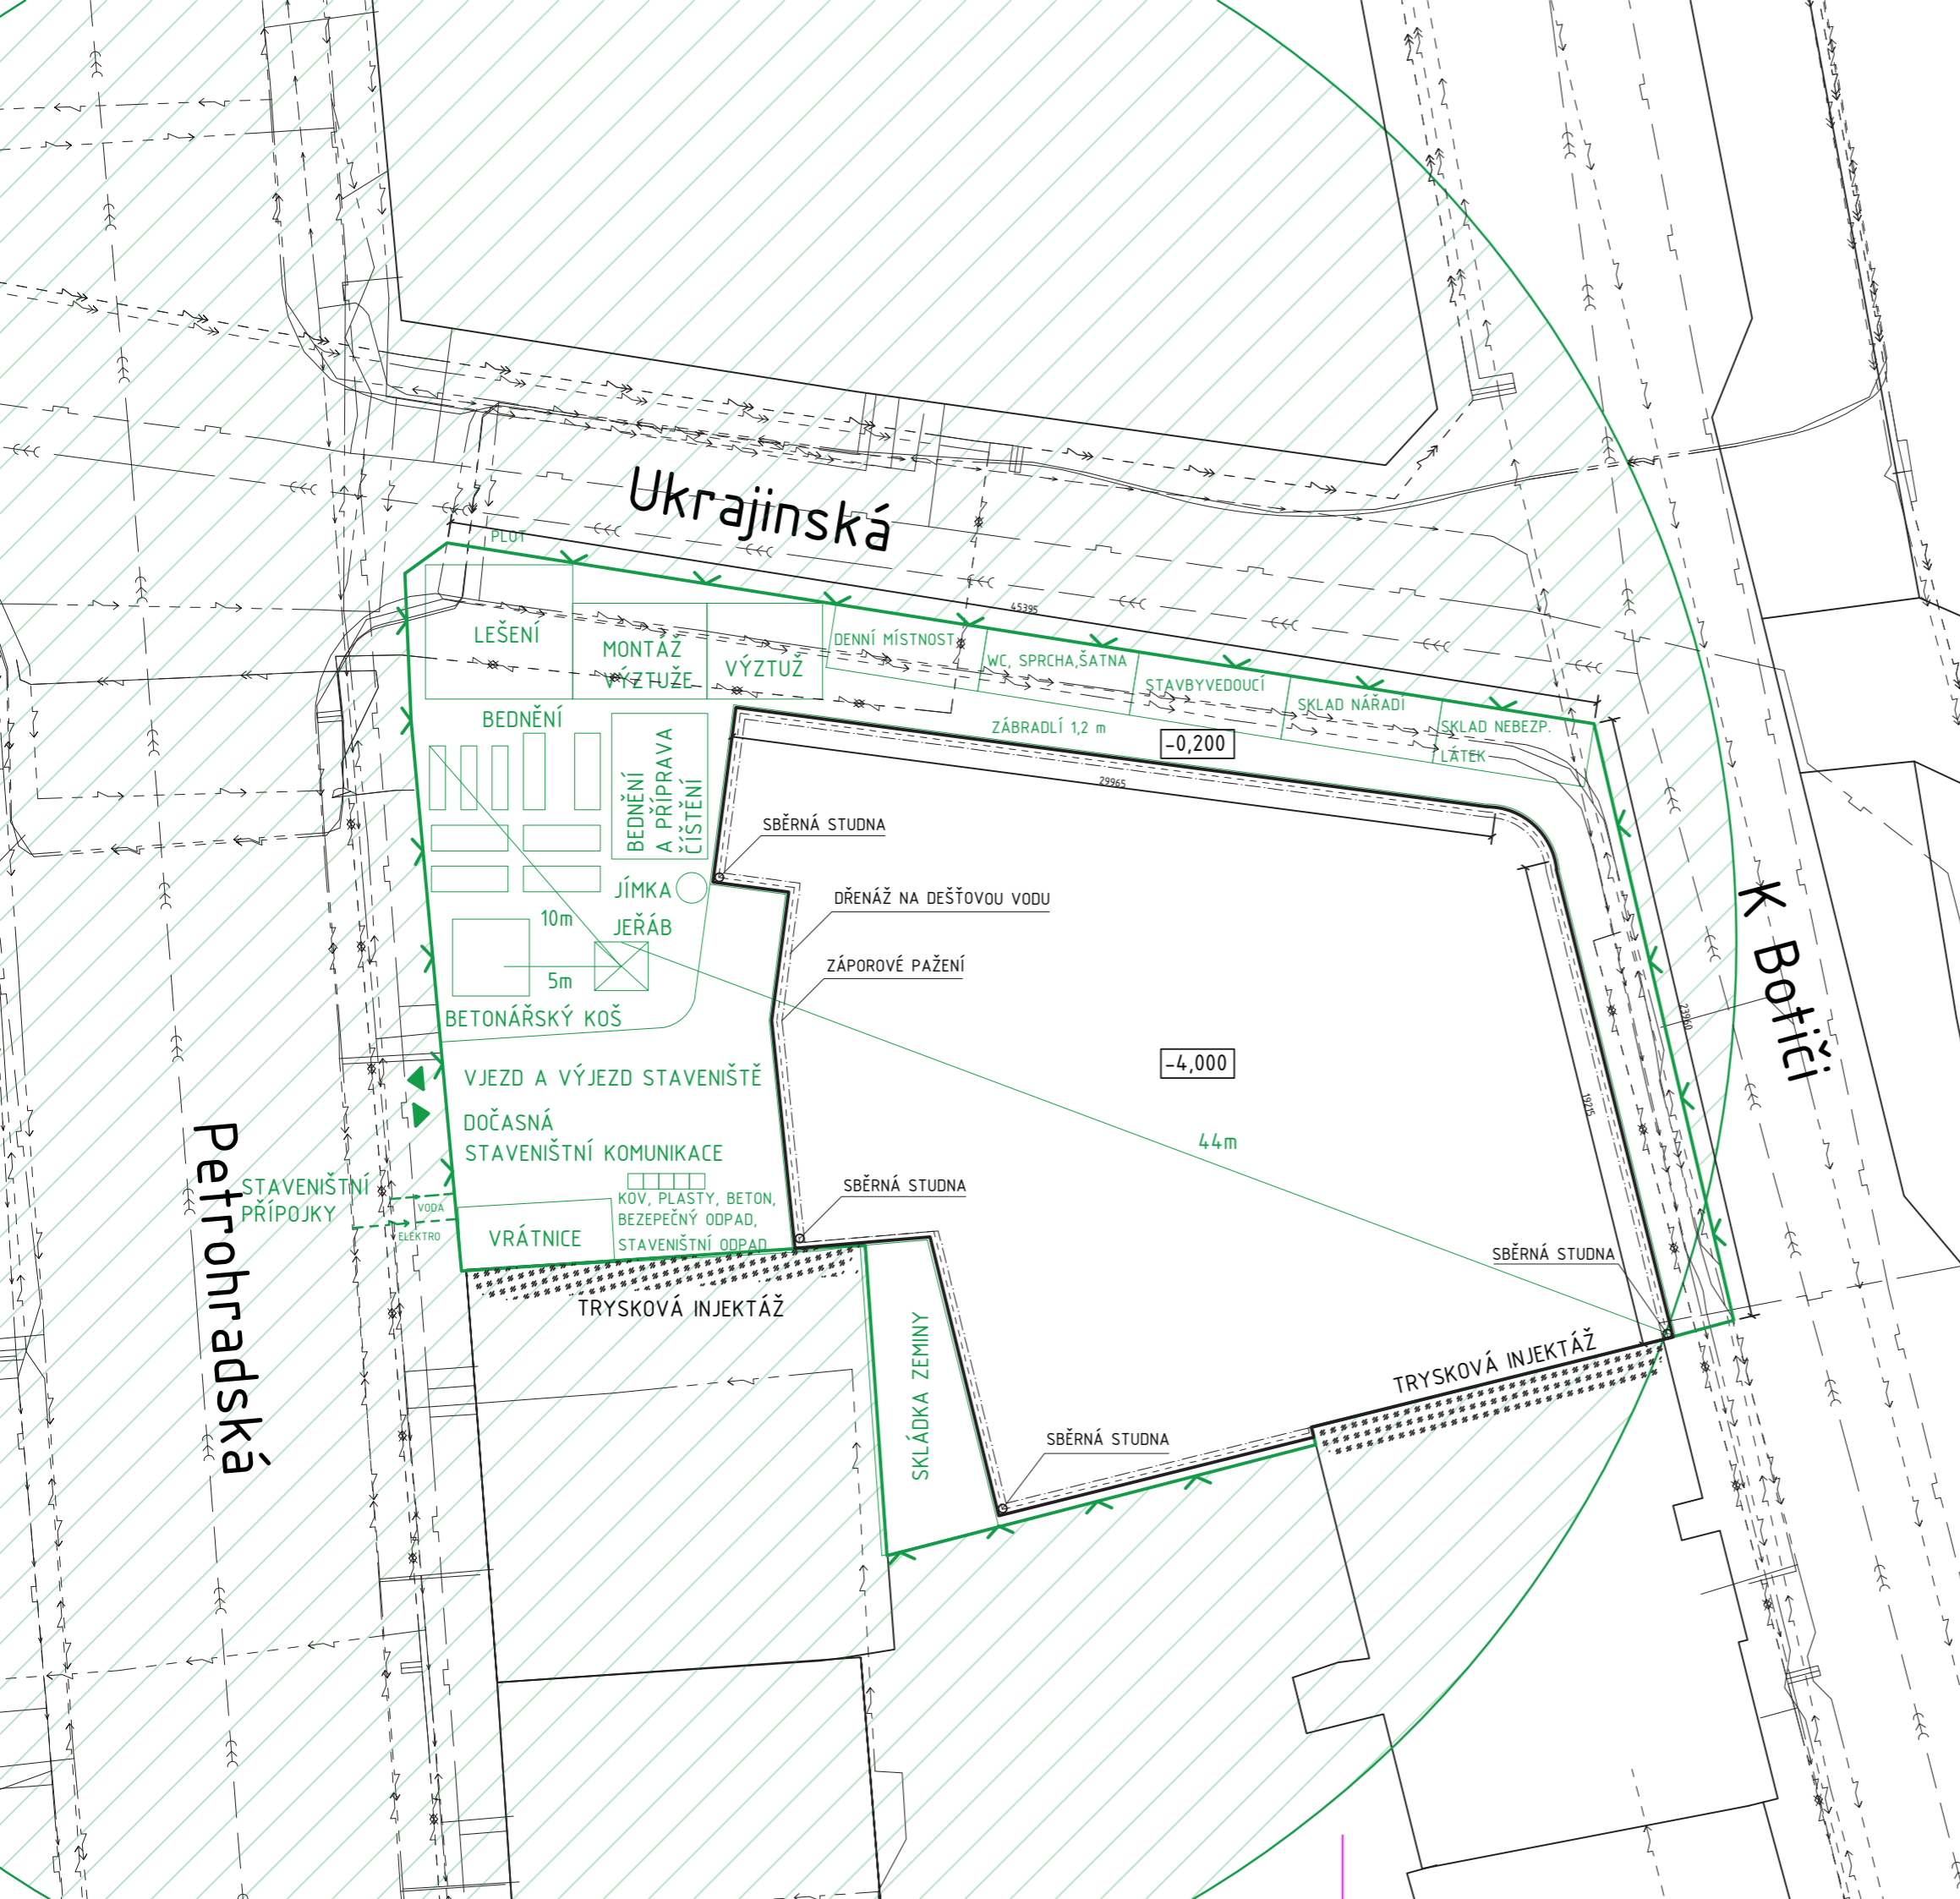 Ukrajinská
PLOT
45395
LEŠENÍ
MONTÁŽ
VÝZTUŽE
VÝZTUŽ
DENNÍ MÍSTNOST
WC, SPRCHA,ŠATNA
STAVBYVEDOUCÍ
SKLAD NÁŘADÍ
SKLAD NEBEZP.
LÁTEK
BEDNĚNÍ
ZÁBRADLÍ 1,2 m
-0,200
29965
BEDNĚNÍ
A PŘÍPRAVA
ČÍŠTĚNÍ
SBĚRNÁ STUDNA
JÍMKA
DŘENÁŽ NA DEŠŤOVOU VODU
10m
JEŘÁB
ZÁPOROVÉ PAŽENÍ
5m
BETONÁŘSKÝ KOŠ
K Botiči
23960
-4,000
19215
VJEZD A VÝJEZD STAVENIŠTĚ
DOČASNÁ
STAVENIŠTNÍ KOMUNIKACE
44m
Petrohradská
STAVENIŠTNÍ
PŘÍPOJKY
VODA
ELEKTRO
SBĚRNÁ STUDNA
KOV, PLASTY, BETON,
BEZEPEČNÝ ODPAD,
STAVENIŠTNÍ ODPAD
VRÁTNICE
SBĚRNÁ STUDNA
TRYSKOVÁ INJEKTÁŽ
SKLÁDKA ZEMINY
TRYSKOVÁ INJEKTÁŽ
SBĚRNÁ STUDNA